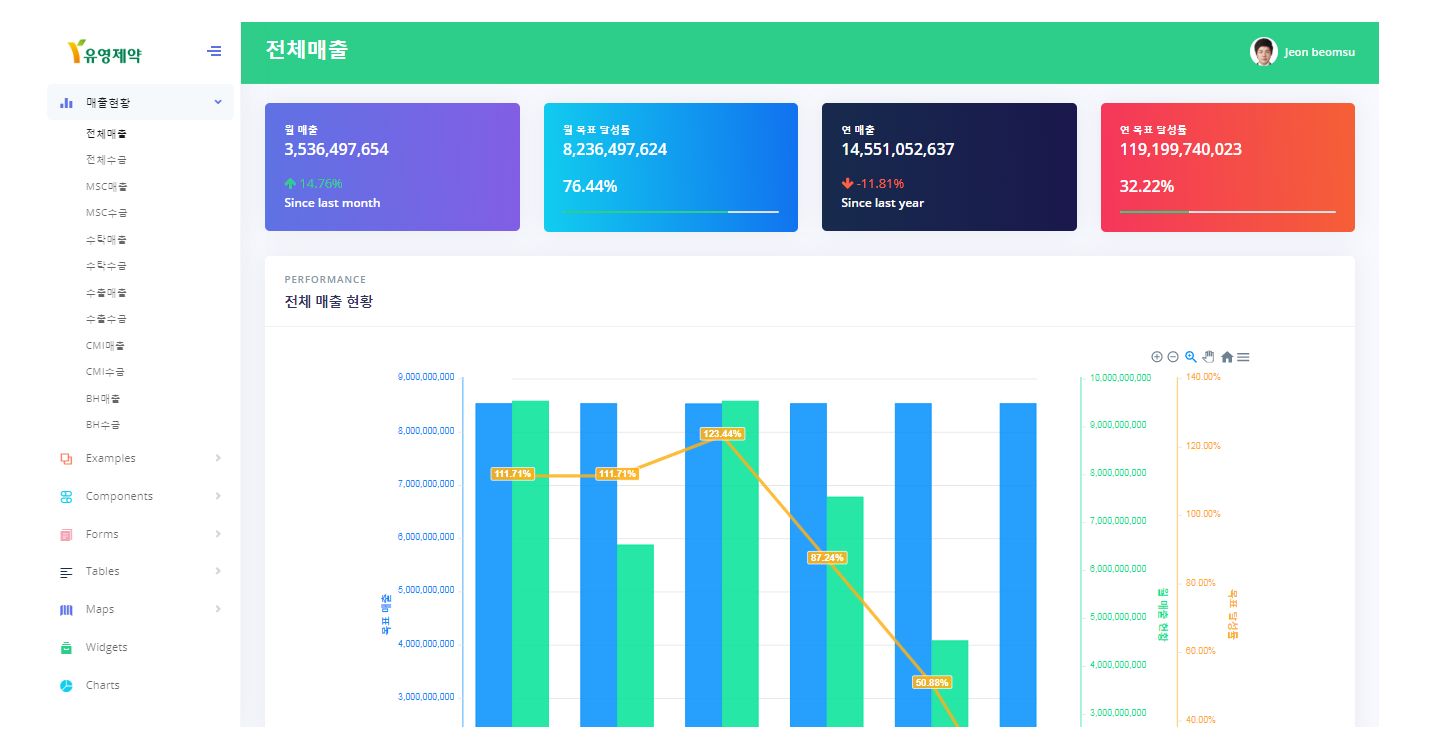 유영제약
매출현황
전체매출
전체수금
MSC매출
MSC수금
수탁매출
수탁수금
수출매출
수출수금
CMI매출
CMI수금
BH매출
BH수금
Examples
Components
Forms
Tables
Maps
Widgets
Charts
전체매출
Jeon beomsu
월 매출
3,536,497,654
14.76%
Since last month
월 목표 달성률
8,236,497,624
76.44%
연 매출
14,551,052,637
-11.81%
Since last year
연 목표 달성률
119,199,740,023
32.22%
PERFORMANCE
전체 매출 현황
9,000,000,000
8,000,000,000
7,000,000,000
6,000,000,000
5,000,000,000
4,000,000,000
3,000,000,000
목표 매출
111.71%
111.71%
123.44%
87.24%
50.88%
10,000,000,000
9,000,000,000
8,000,000,000
7,000,000,000
6,000,000,000
5,000,000,000
4,000,000,000
3,000,000,000
월 매출 현황
140.00%
120.00%
100.00%
80.00%
60.00%
40.00%
목표 달성률